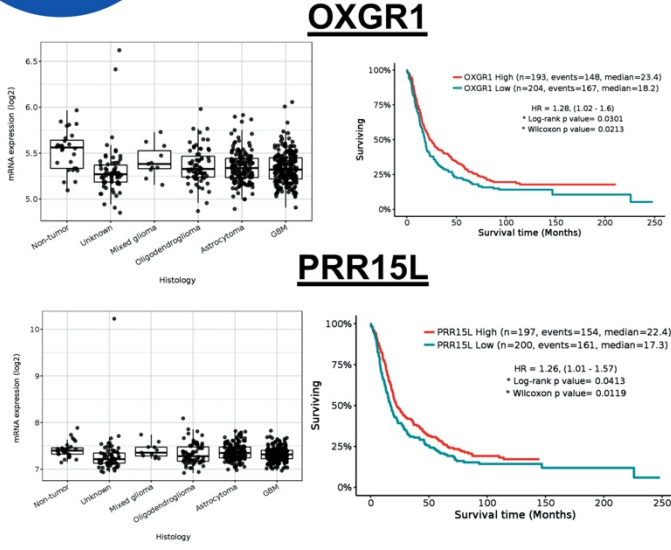 OXGR1
mRNA expression (log2)
6.5
6.0
5.5
5.0
Non-tumor
Unknown
Mixed glioma
Oligodendroglioma
Astrocytoma
GBM
Histology
OXGR1 High (n=193, events=148, median=23.4)
OXGR1 Low (n=204, events=167, median=18.2)
HR = 1.28, (1.02 - 1.6)
* Log-rank p value= 0.0301
* Wilcoxon p value= 0.0213
Surviving
100%
75%
50%
25%
0%
0 50 100 150 200 250
Survival time (Months)
PRR15L
mRNA expression (log2)
10
9
8
7
Non-tumor
Unknown
Mixed glioma
Oligodendroglioma
Astrocytoma
GBM
Histology
PRR15L High (n=197, events=154, median=22.4)
PRR15L Low (n=200, events=161, median=17.3)
HR = 1.26, (1.01 - 1.57)
* Log-rank p value= 0.0413
* Wilcoxon p value= 0.0119
Surviving
100%
75%
50%
25%
0%
0 50 100 150 200 250
Survival time (Months)